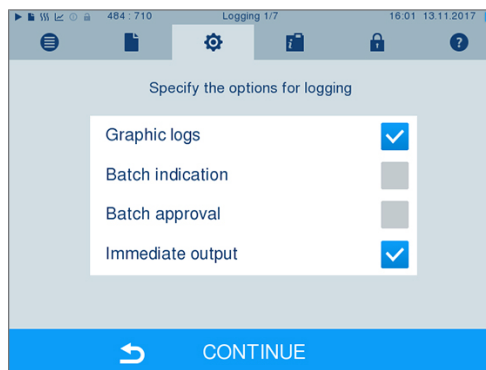 484 : 710 Logging 1/7 16:01 13.11.2017
Specify the options for logging
Graphic logs
Batch indication
Batch approval
Immediate output
CONTINUE